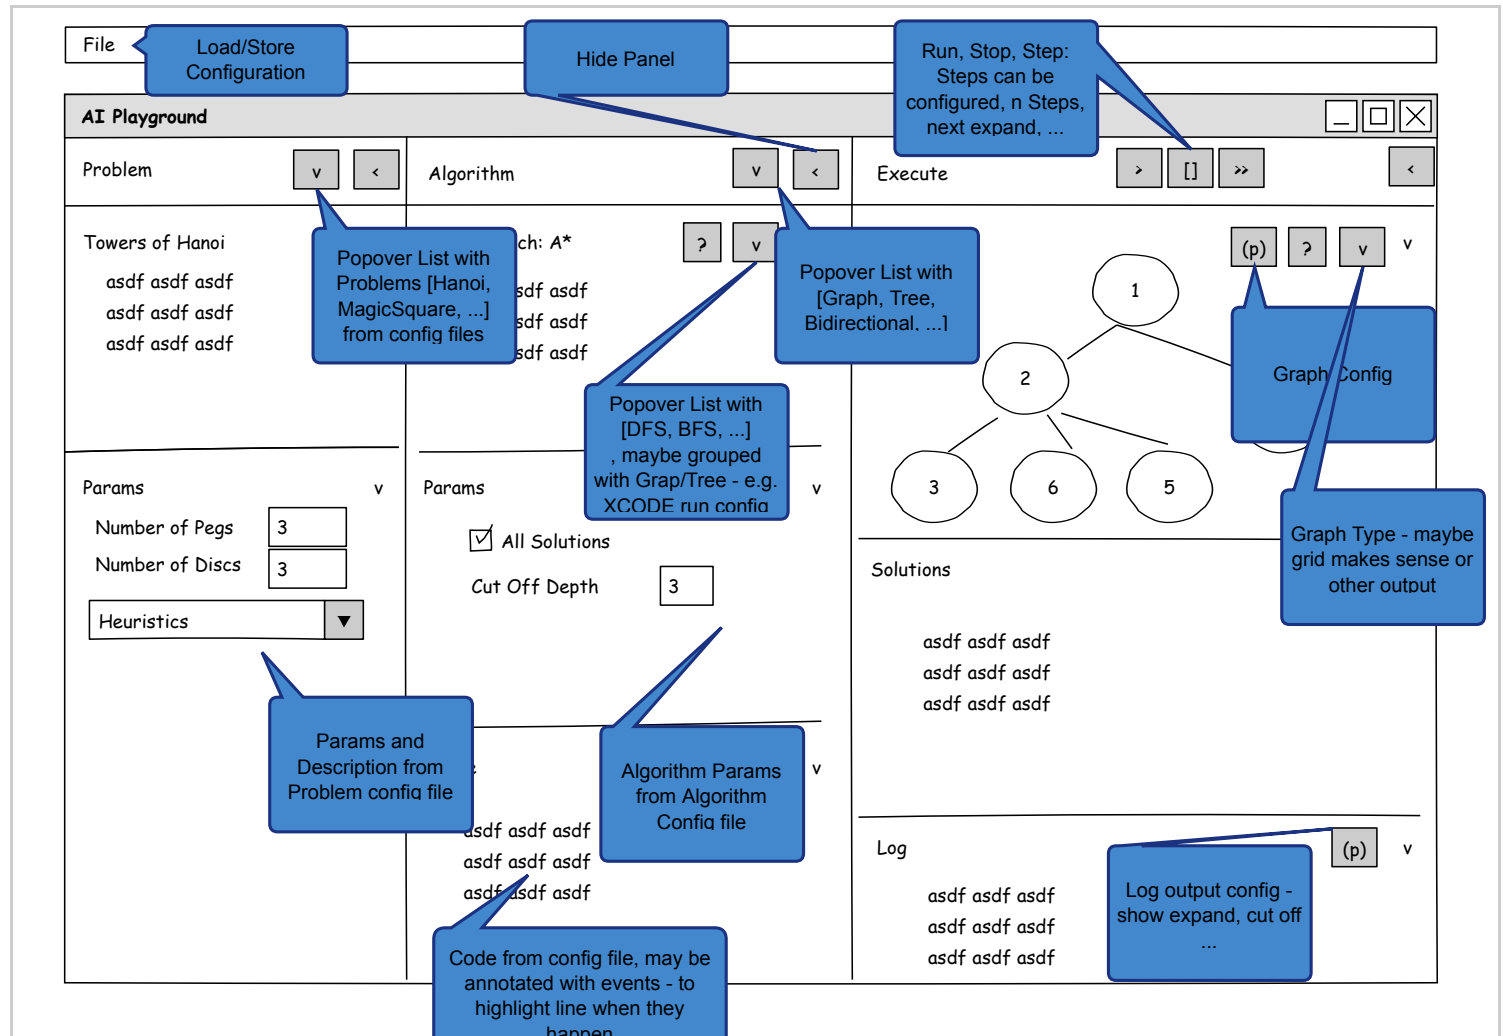 File
Load/Store
Configuration
Hide Panel
Run, Stop, Step:
Steps can be
configured, n Steps,
next expand, ...
AI Playground
Problem
v
<
Algorithm
v
<
Execute
>
[]
>>
<
Towers of Hanoi
asdf asdf asdf
asdf asdf asdf
asdf asdf asdf
Popover List with
Problems [Hanoi,
MagicSquare, ...]
from config files
ch: A*
?
v
sdf asdf
sdf asdf
sdf asdf
Popover List with
[Graph, Tree,
Bidirectional, ...]
Popover List with
[DFS, BFS, ...]
, maybe grouped
with Grap/Tree - e.g.
XCODE run config
(p)
?
v
v
1
2
3
6
5
Graph Config
Graph Type - maybe
grid makes sense or
other output
Params
v
Number of Pegs
3
Number of Discs
3
Heuristics
Params and
Description from
Problem config file
Params
v
All Solutions
Cut Off Depth
3
Algorithm Params
from Algorithm
Config file
v
asdf asdf asdf
asdf asdf asdf
asdf asdf asdf
Code from config file, may be
annotated with events - to
highlight line when they
happen
Solutions
asdf asdf asdf
asdf asdf asdf
asdf asdf asdf
Log
(p)
v
asdf asdf asdf
asdf asdf asdf
asdf asdf asdf
Log output config -
show expand, cut off
...